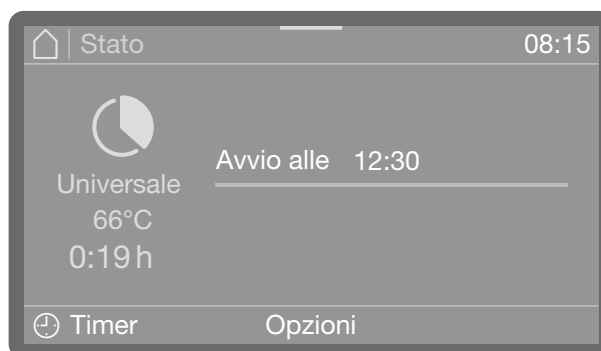 Stato 08:15
Avvio alle 12:30
Universale
66°C
0:19 h
Timer Opzioni